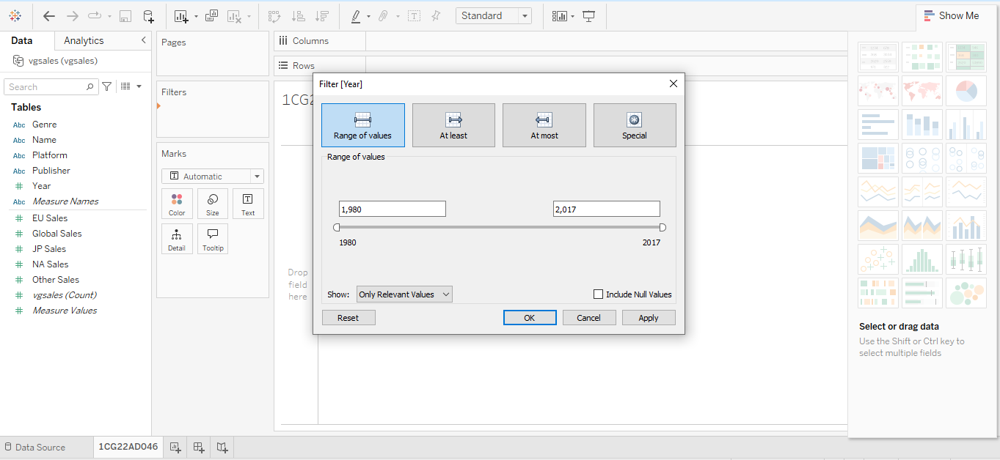 Standard
Show Me
Data
Analytics
vgsales (vgsales)
Search
Tables
Abc Genre
Abc Name
Abc Platform
Abc Publisher
Year
Abc Measure Names
EU Sales
Global Sales
JP Sales
NA Sales
Other Sales
vgsales (Count)
Measure Values
Pages
Filters
Marks
Automatic
Color
Size
Text
Detail
Tooltip
Columns
Rows
1CG2
Drop
field
here
Filter [Year]
Range of values
At least
At most
Special
Range of values
1,980
2,017
1980
2017
Show:
Only Relevant Values
Include Null Values
Reset
OK
Cancel
Apply
Select or drag data
Use the Shift or Ctrl key to
select multiple fields
Data Source
1CG22AD046